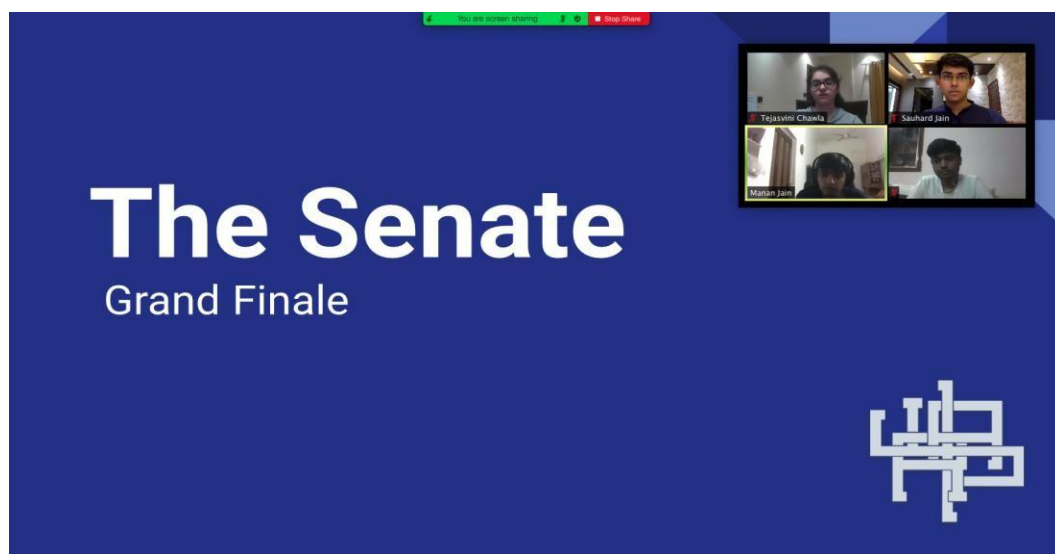 You are screen sharing
Stop Share
Tejasvini Chawla
Sauhard Jain
Manan Jain
The Senate
Grand Finale